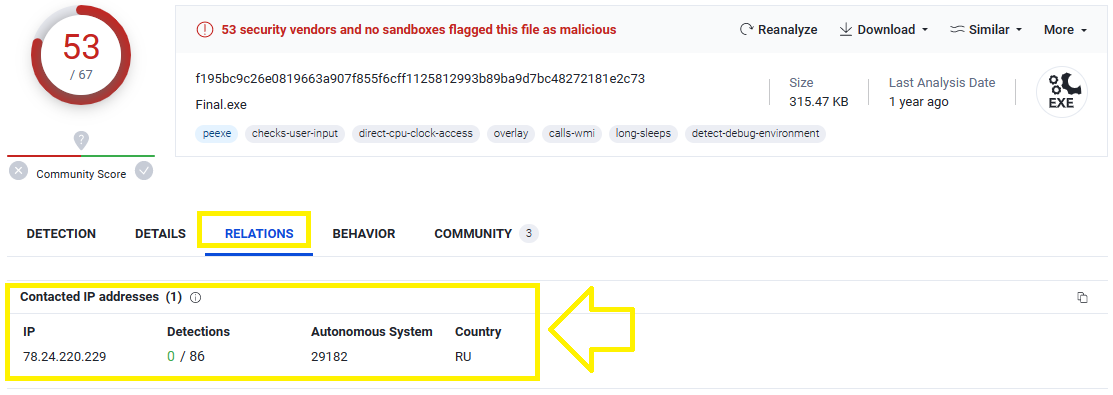 53
/ 67
?
Community Score
53 security vendors and no sandboxes flagged this file as malicious
Reanalyze
Download
Similar
More
f195bc9c26e0819663a907f855f6cff1125812993b89ba9d7bc48272181e2c73
Final.exe
Size
315.47 KB
Last Analysis Date
1 year ago
EXE
peexe
checks-user-input
direct-cpu-clock-access
overlay
calls-wmi
long-sleeps
detect-debug-environment
DETECTION
DETAILS
RELATIONS
BEHAVIOR
COMMUNITY 3
Contacted IP addresses (1)
IP Detections Autonomous System Country
78.24.220.229 0 / 86 29182 RU